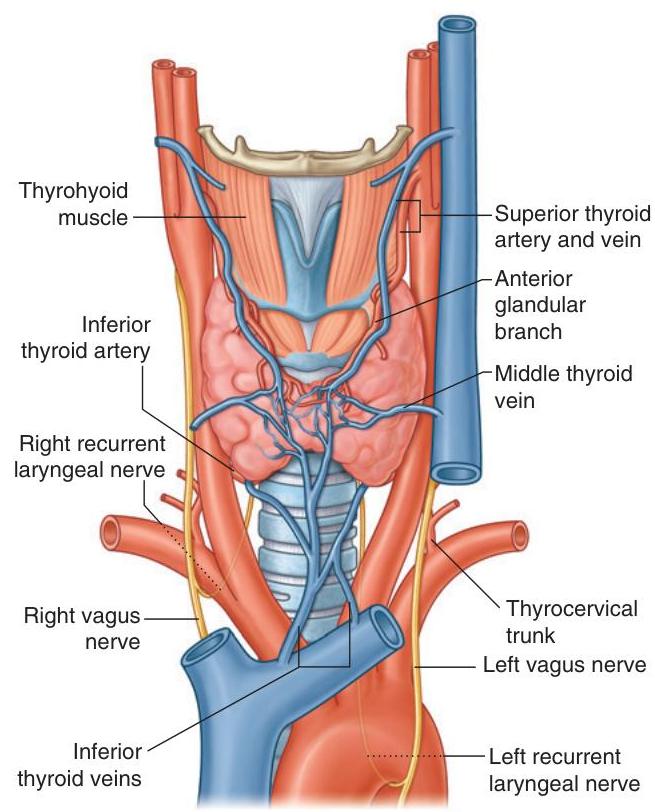 Thyrohyoid
muscle
Superior thyroid
artery and vein
Anterior
glandular
branch
Inferior
thyroid artery
Middle thyroid
vein
Right recurrent
laryngeal nerve
Right vagus
nerve
Thyrocervical
trunk
Left vagus nerve
Inferior
thyroid veins
Left recurrent
laryngeal nerve